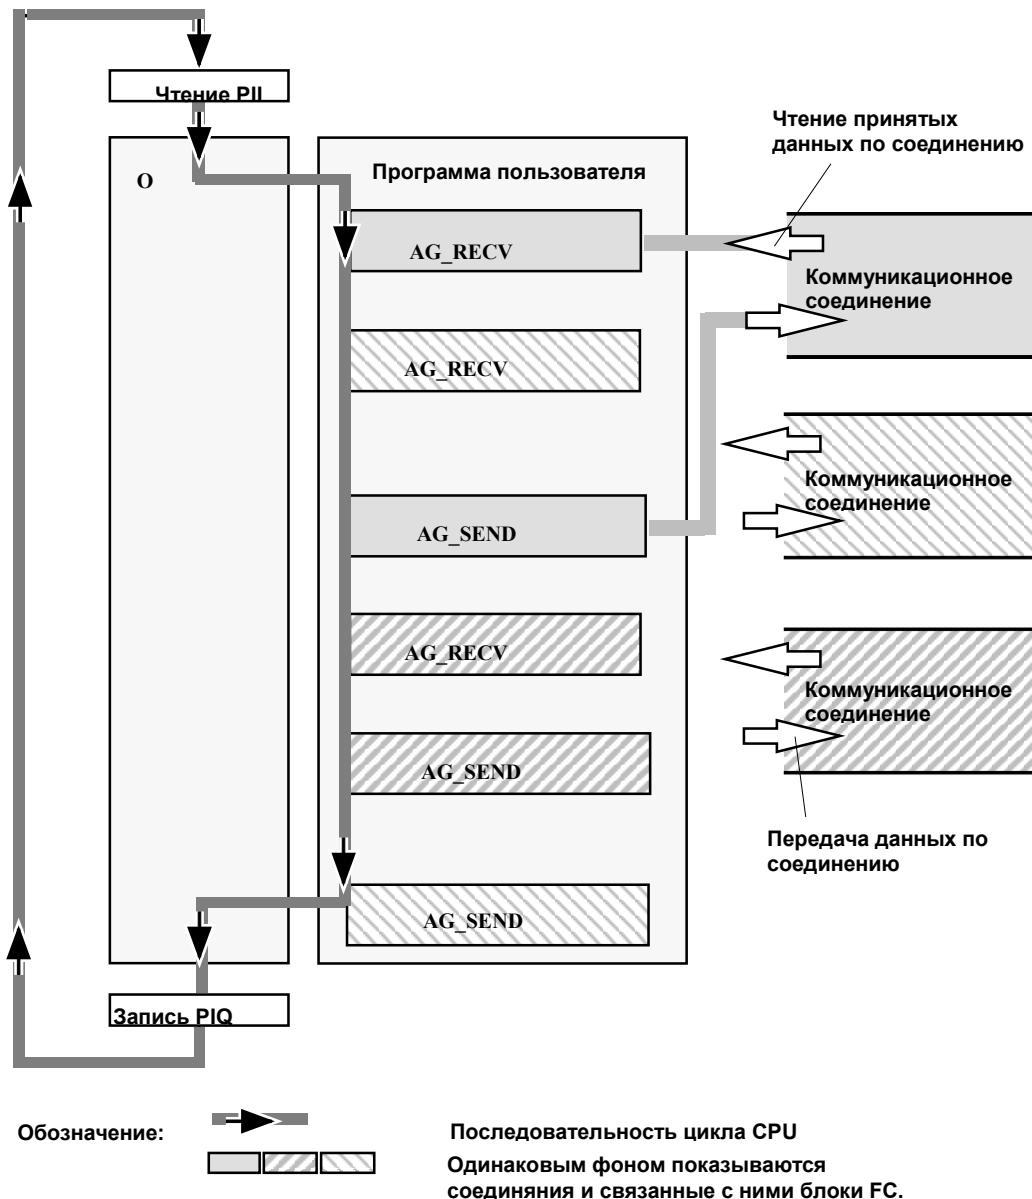 Чтение PII
Чтение принятых
данных по соединению
O
Программа пользователя
AG_RECV
Коммуникационное
соединение
AG_RECV
Коммуникационное
соединение
AG_SEND
AG_RECV
Коммуникационное
соединение
AG_SEND
Передача данных по
соединению
AG_SEND
Запись PIQ
Обозначение:
Последовательность цикла CPU
Одинаковым фоном показываются
соединяния и связанные с ними блоки FC.